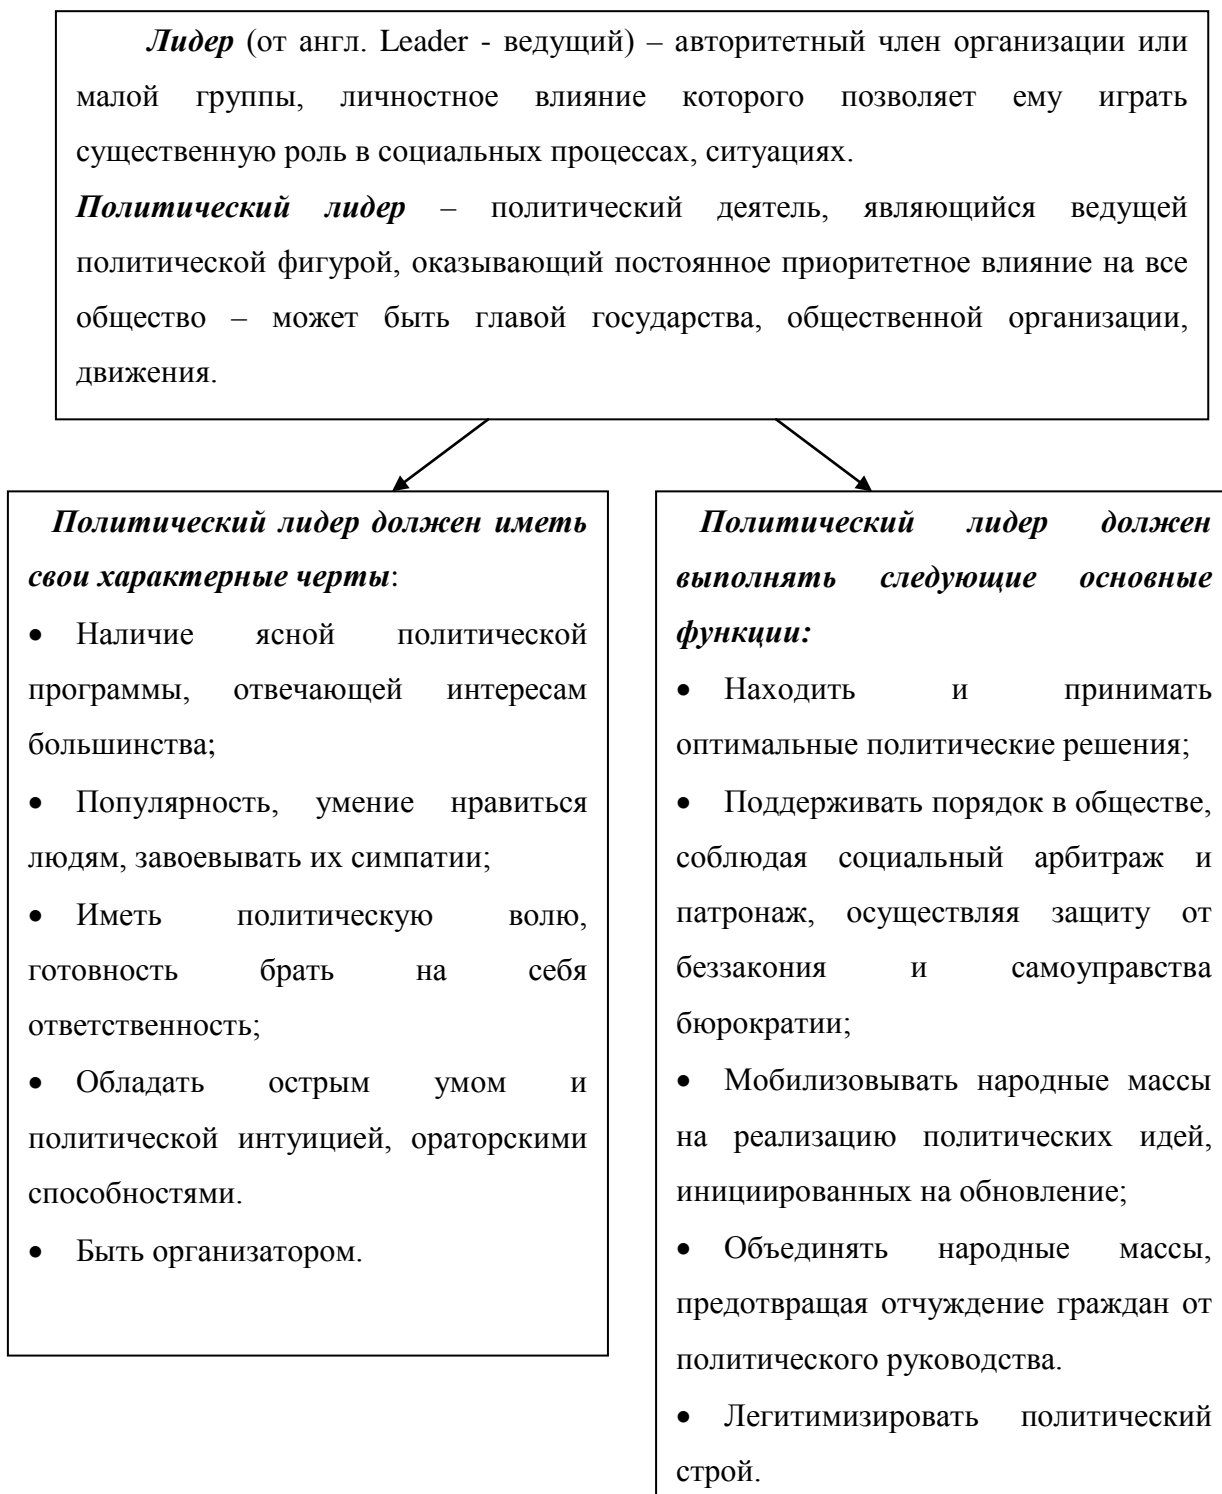 Лидер (от англ. Leader - ведущий) – авторитетный член организации или
малой группы, личностное влияние которого позволяет ему играть
существенную роль в социальных процессах, ситуациях.
Политический лидер – политический деятель, являющийся ведущей
политической фигурой, оказывающий постоянное приоритетное влияние на все
общество – может быть главой государства, общественной организации,
движения.
Политический лидер должен иметь
свои характерные черты:
• Наличие ясной политической
программы, отвечающей интересам
большинства;
• Популярность, умение нравиться
людям, завоевывать их симпатии;
• Иметь политическую волю,
готовность брать на себя
ответственность;
• Обладать острым умом и
политической интуицией, ораторскими
способностями.
• Быть организатором.
Политический лидер должен
выполнять следующие основные
функции:
• Находить и принимать
оптимальные политические решения;
• Поддерживать порядок в обществе,
соблюдая социальный арбитраж и
патронаж, осуществляя защиту от
беззакония и самоуправства
бюрократии;
• Мобилизовывать народные массы
на реализацию политических идей,
инициированных на обновление;
• Объединять народные массы,
предотвращая отчуждение граждан от
политического руководства.
• Легитимизировать политический
строй.